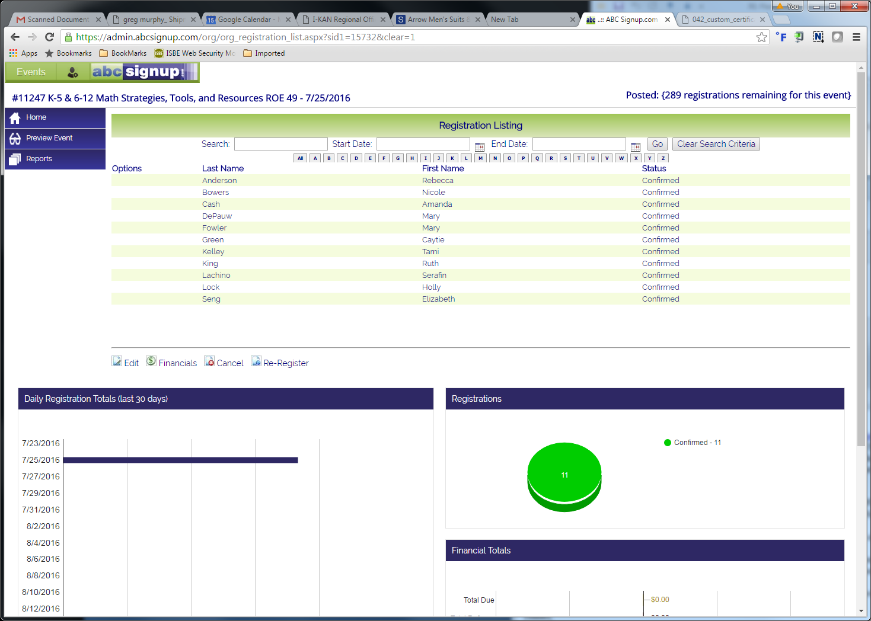 Scanned Documen
greg murphy_ Ship
Google Calendar -
I-KAN Regional Offi
Arrow Men's Suits
New Tab
.:: ABC Signup.com
042_custom_certific
You
https://admin.abcsignup.com/org/org_registration_list.aspx?sid1=15732&clear=1
Apps Bookmarks BookMarks ISBE Web Security Mo Imported
Events abc signup
#11247 K-5 & 6-12 Math Strategies, Tools, and Resources ROE 49 - 7/25/2016
Posted: {289 registrations remaining for this event}
Home
Preview Event
Reports
Registration Listing
Search: Start Date: End Date: Go Clear Search Criteria
All A B C D E F G H I J K L M N O P Q R S T U V W X Y Z
Options Last Name First Name Status
Anderson Rebecca Confirmed
Bowers Nicole Confirmed
Cash Amanda Confirmed
DePauw Mary Confirmed
Fowler Mary Confirmed
Green Caytie Confirmed
Kelley Tami Confirmed
King Ruth Confirmed
Lachino Serafin Confirmed
Lock Holly Confirmed
Seng Elizabeth Confirmed
Edit Financials Cancel Re-Register
Daily Registration Totals (last 30 days)
7/23/2016
7/25/2016
7/27/2016
7/29/2016
7/31/2016
8/2/2016
8/4/2016
8/6/2016
8/8/2016
8/10/2016
8/12/2016
Registrations
Confirmed - 11
11
Financial Totals
Total Due $0.00